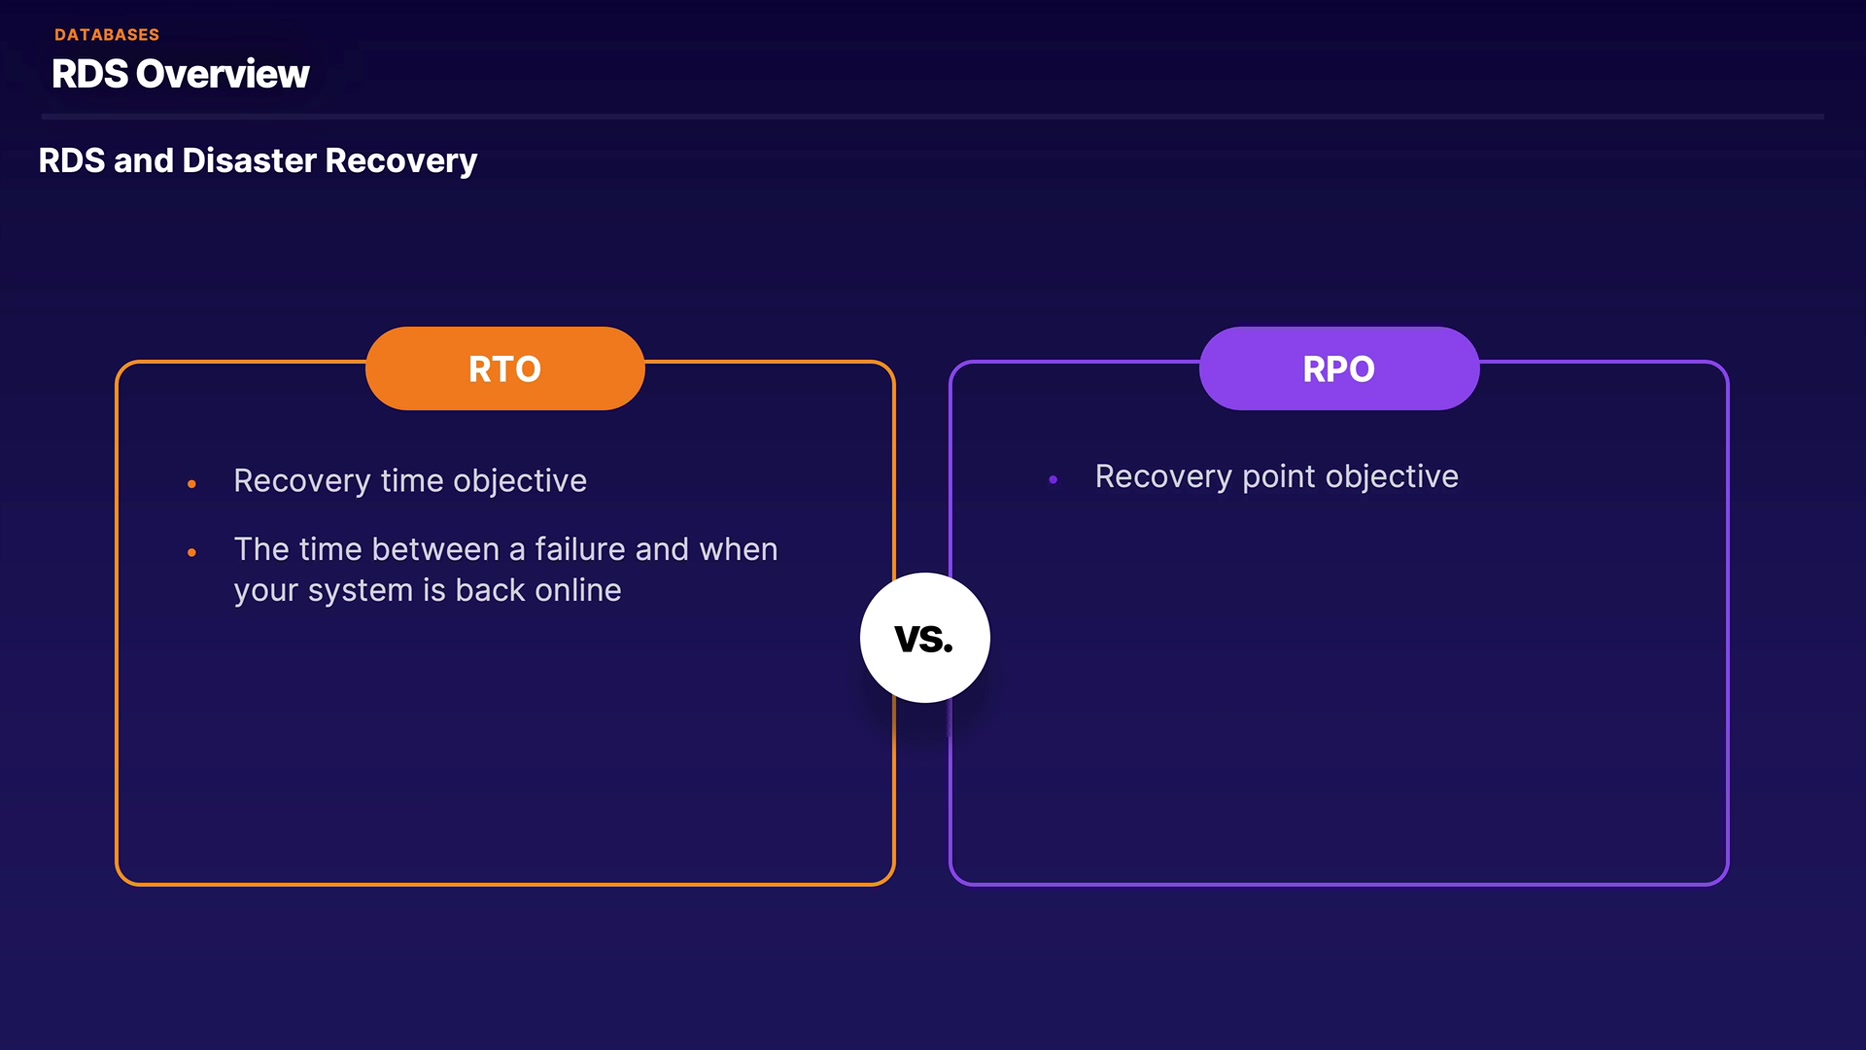 DATABASES
RDS Overview
RDS and Disaster Recovery
RTO
• Recovery time objective
• The time between a failure and when
your system is back online
vs.
RPO
• Recovery point objective